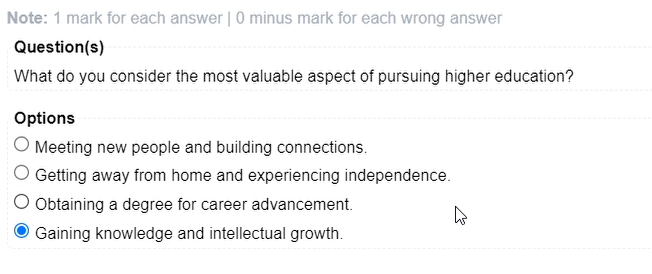 Note: 1 mark for each answer | 0 minus mark for each wrong answer
Question(s)
What do you consider the most valuable aspect of pursuing higher education?
Options
Meeting new people and building connections.
Getting away from home and experiencing independence.
Obtaining a degree for career advancement.
Gaining knowledge and intellectual growth.